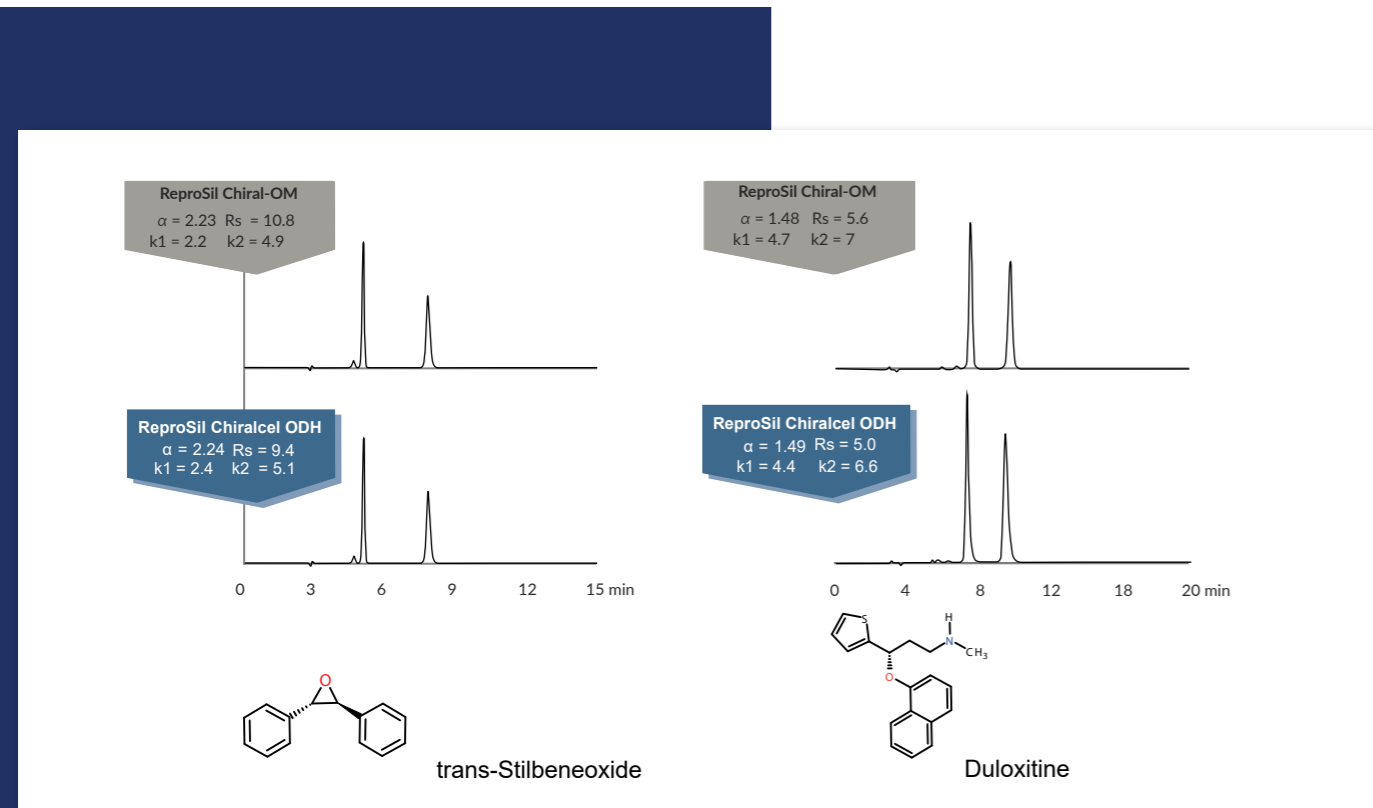 ReproSil Chiral-OM
α = 2.23 Rs = 10.8
k1 = 2.2 k2 = 4.9
ReproSil Chiral-OM
α = 1.48 Rs = 5.6
k1 = 4.7 k2 = 7
ReproSil Chiralcel ODH
α = 2.24 Rs = 9.4
k1 = 2.4 k2 = 5.1
ReproSil Chiralcel ODH
α = 1.49 Rs = 5.0
k1 = 4.4 k2 = 6.6
0 3 6 9 12 15 min
0 4 8 12 18 20 min
O
trans-Stilbeneoxide
S
H
N
CH3
O
Duloxitine